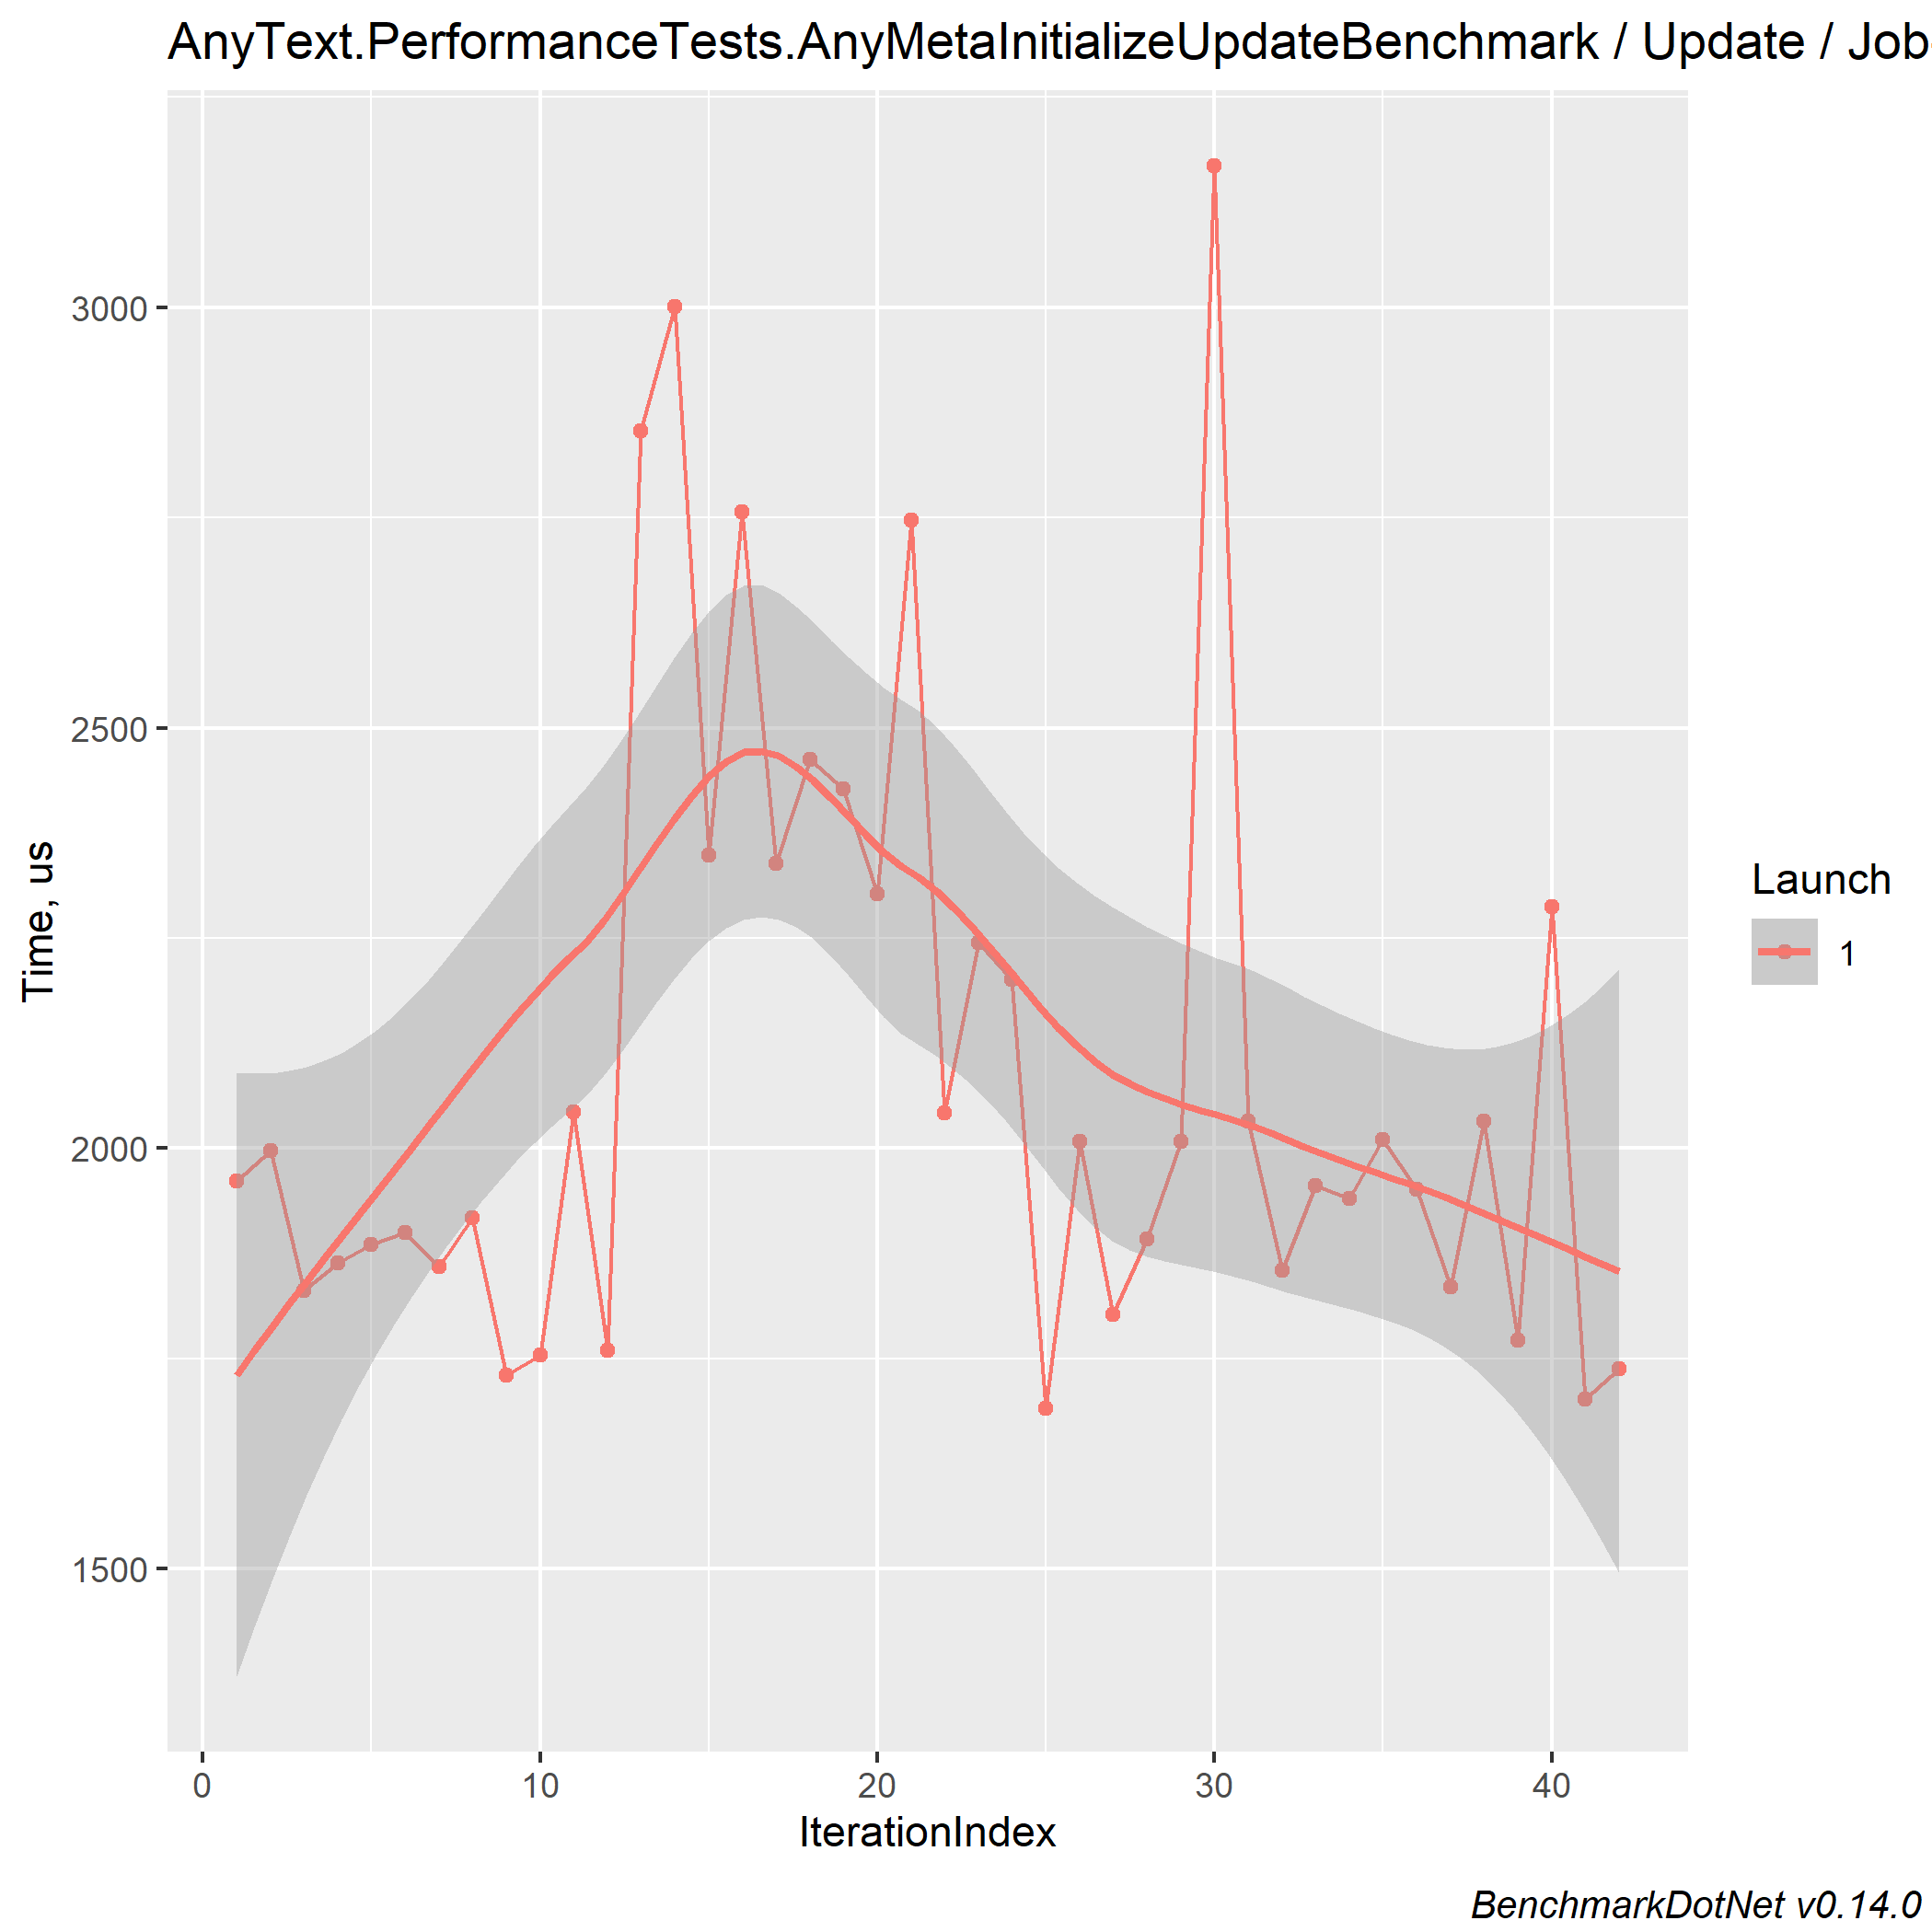 AnyText.PerformanceTests.AnyMetaInitializeUpdateBenchmark / Update / Job
3000
2500
2000
1500
Time, us
0 10 20 30 40
IterationIndex
Launch
1
BenchmarkDotNet v0.14.0